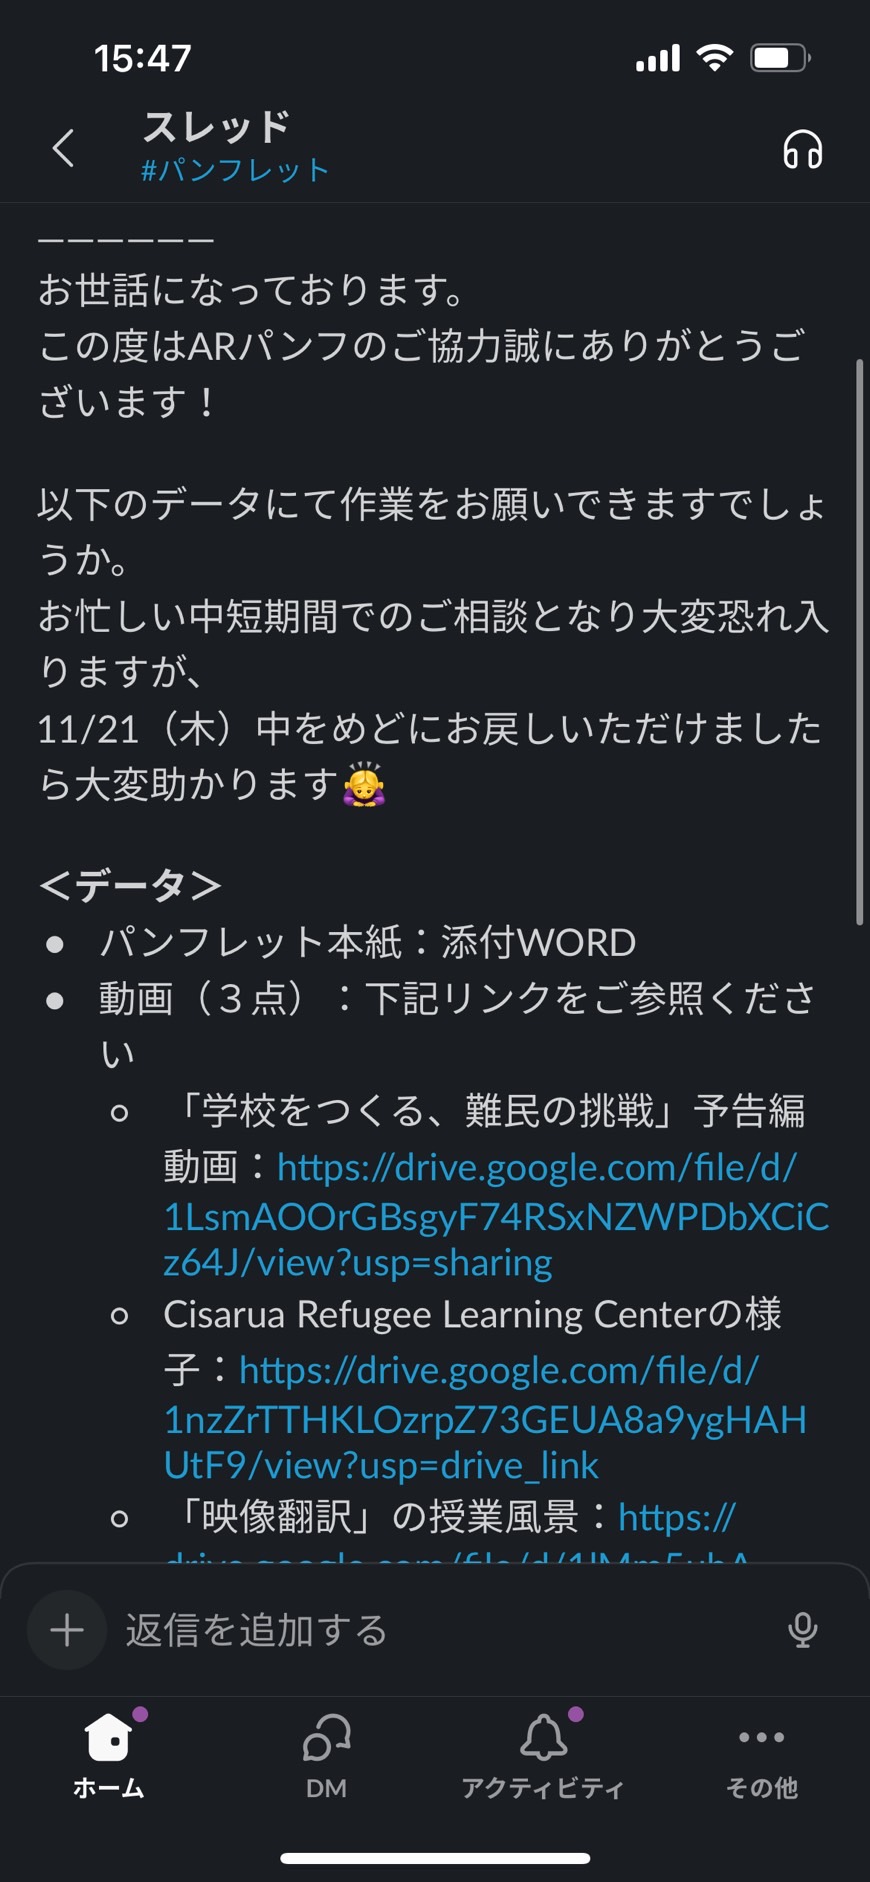 15:47
スレッド
#パンフレット
——————
お世話になっております。
この度はARパンフのご協力誠にありがとうご
ざいます！
以下のデータにて作業をお願いできますでしょ
うか。
お忙しい中短期間でのご相談となり大変恐れ入
りますが、
11/21（木）中をめどにお戻しいただけました
ら大変助かります🙇‍♀️
＜データ＞
● パンフレット本紙：添付WORD
● 動画（３点）：下記リンクをご参照くださ
い
○ 「学校をつくる、難民の挑戦」予告編
動画：https://drive.google.com/file/d/
1LsmAOOrGBsgyF74RSxNZWPDbXCiC
z64J/view?usp=sharing
○ Cisarua Refugee Learning Centerの様
子：https://drive.google.com/file/d/
1nzZrTTHKLOzrpZ73GEUA8a9ygHAH
UtF9/view?usp=drive_link
○ 「映像翻訳」の授業風景：https://
drive.google.com/file/d/
返信を追加する
ホーム
DM
アクティビティ
その他